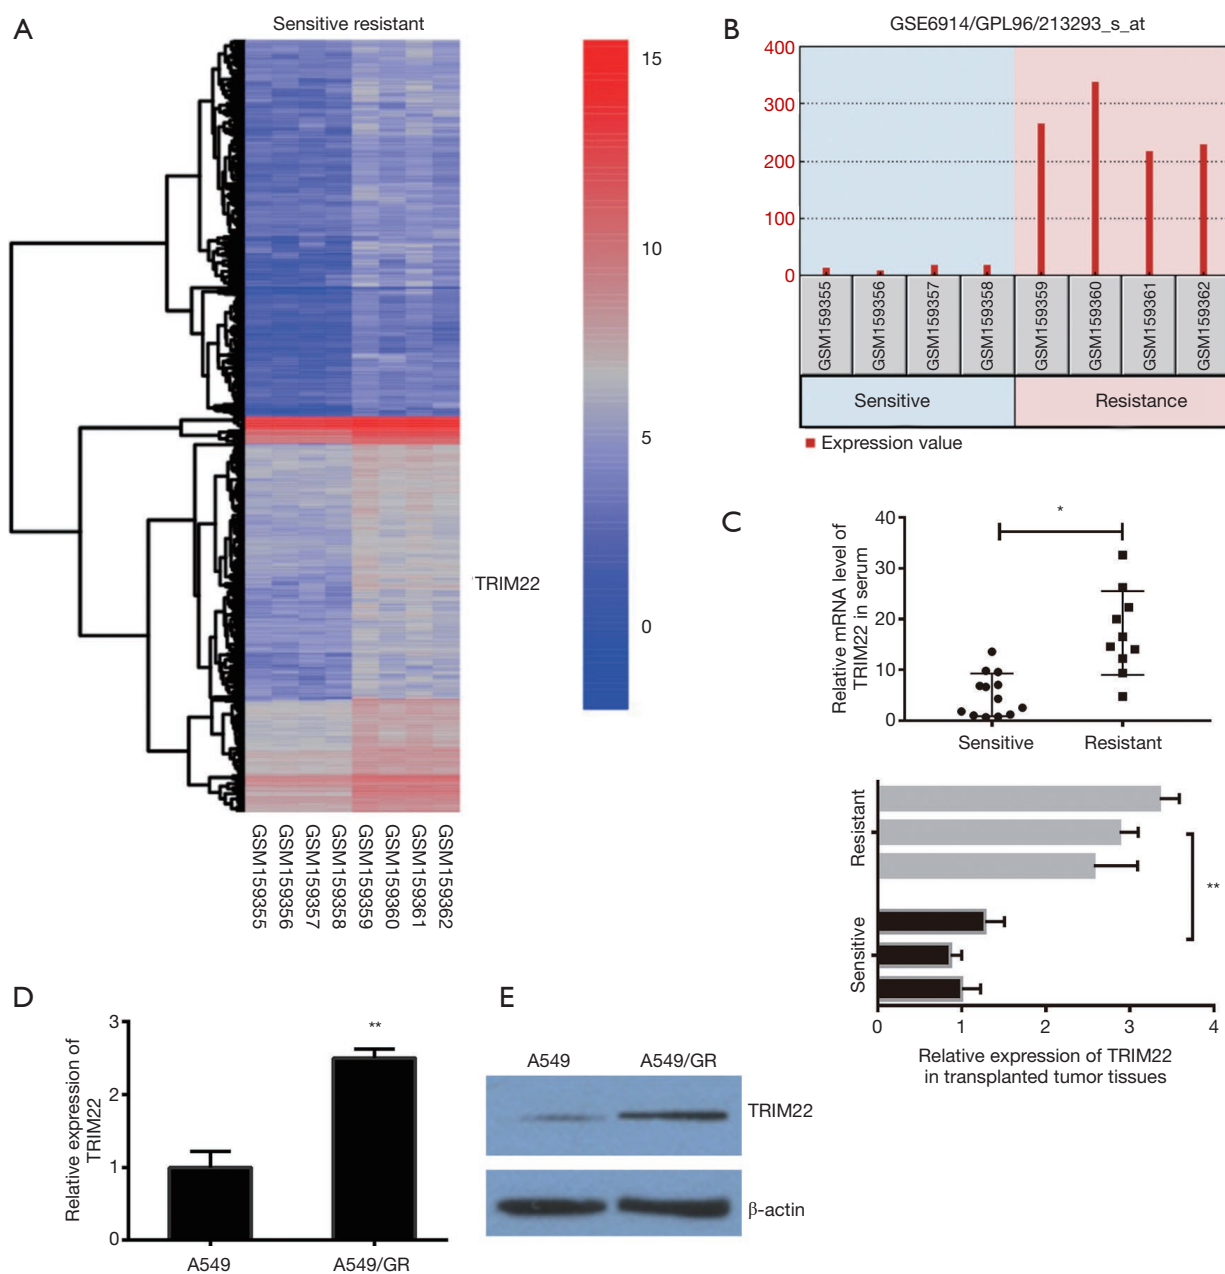 A
Sensitive resistant
15
10
5
0
TRIM22
GSM159355
GSM159356
GSM159357
GSM159358
GSM159359
GSM159360
GSM159361
GSM159362
B
GSE6914/GPL96/213293_s_at
400
300
200
100
0
GSM159355
GSM159356
GSM159357
GSM159358
GSM159359
GSM159360
GSM159361
GSM159362
Sensitive
Resistance
Expression value
C
Relative mRNA level of
TRIM22 in serum
40
30
20
10
0
*
Sensitive
Resistant
Resistant
Sensitive
**
0
1
2
3
4
Relative expression of TRIM22
in transplanted tumor tissues
D
Relative expression of
TRIM22
3
2
1
0
**
A549
A549/GR
E
A549
A549/GR
TRIM22
β-actin